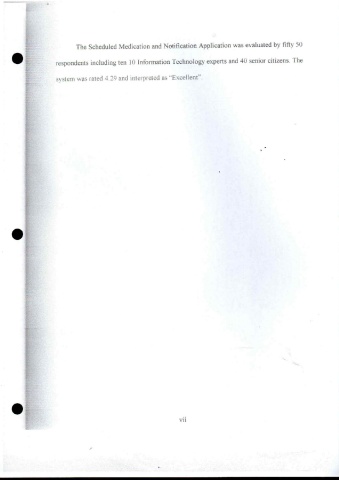 The Scheduled Medication and Notification Application was evaluated by fifty 50
respondents including ten 10 Information Technology experts and 40 senior citizens. The
system was rated 4.29 and interpreted as “Excellent”.
vii